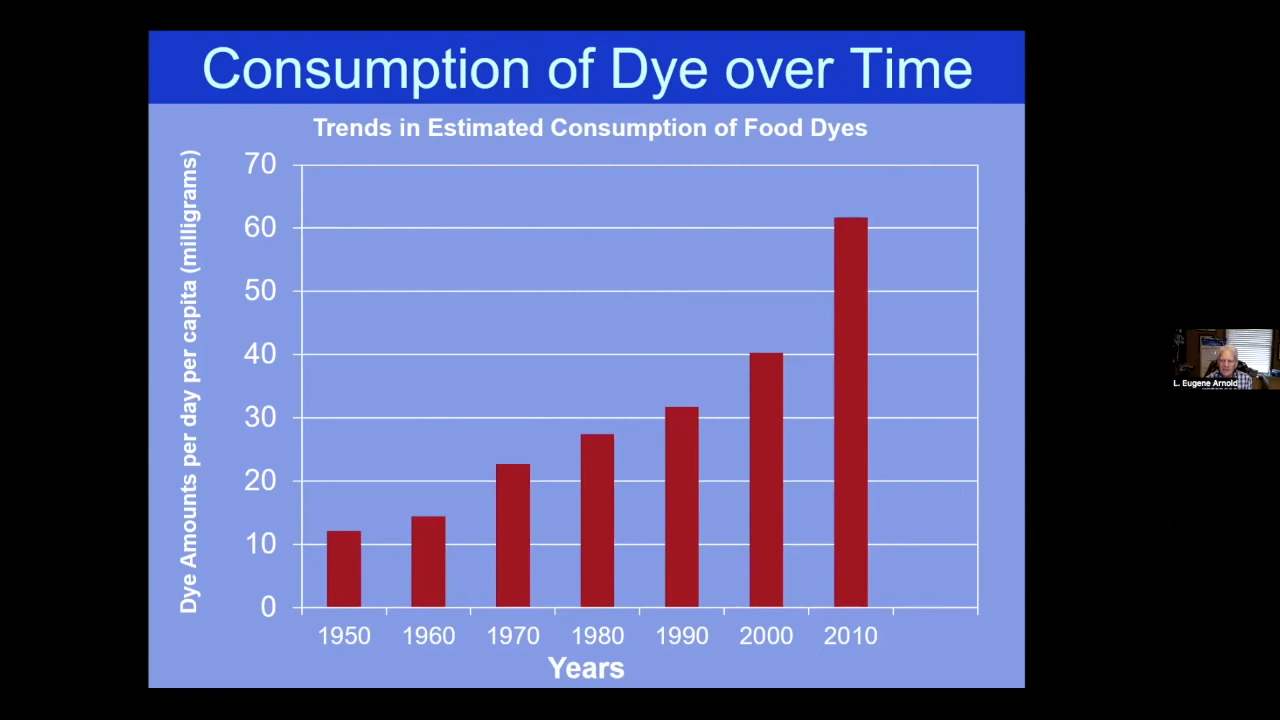 Consumption of Dye over Time
Trends in Estimated Consumption of Food Dyes
Dye Amounts per day per capita (milligrams)
70
60
50
40
30
20
10
0
1950 1960 1970 1980 1990 2000 2010
Years
L. Eugene Arnold